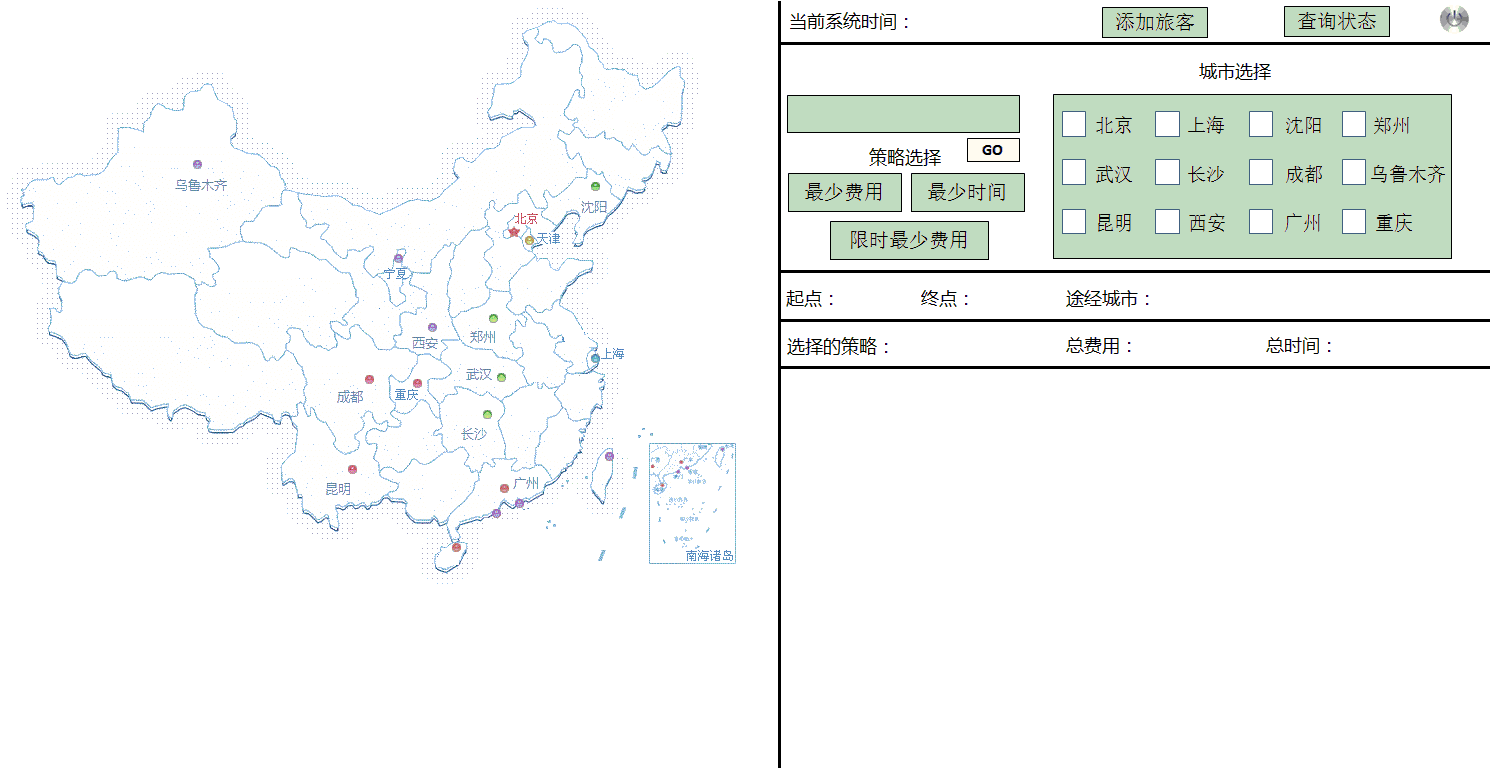 乌鲁木齐
沈阳
北京
天津
宁夏
西安
郑州
上海
成都
重庆
武汉
长沙
昆明
广州
南海诸岛
当前系统时间：
添加旅客
查询状态
城市选择
策略选择
GO
最少费用
最少时间
限时最少费用
北京 上海 沈阳 郑州
武汉 长沙 成都 乌鲁木齐
昆明 西安 广州 重庆
起点： 终点： 途经城市：
选择的策略： 总费用： 总时间：